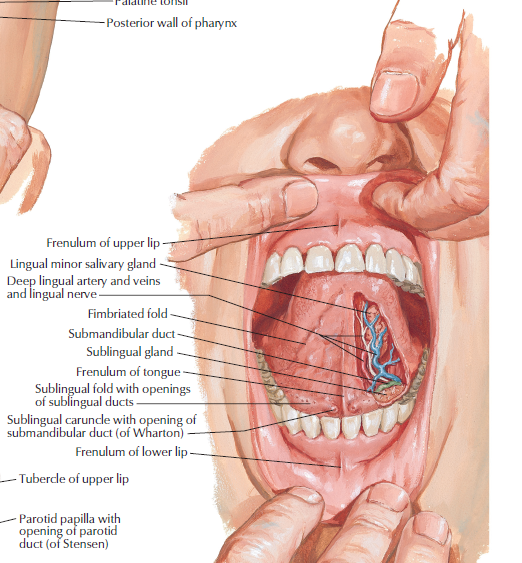 Palatine tonsil
Posterior wall of pharynx
Frenulum of upper lip
Lingual minor salivary gland
Deep lingual artery and veins
and lingual nerve
Fimbriated fold
Submandibular duct
Sublingual gland
Frenulum of tongue
Sublingual fold with openings
of sublingual ducts
Sublingual caruncle with opening of
submandibular duct (of Wharton)
Frenulum of lower lip
Tubercle of upper lip
Parotid papilla with
opening of parotid
duct (of Stensen)